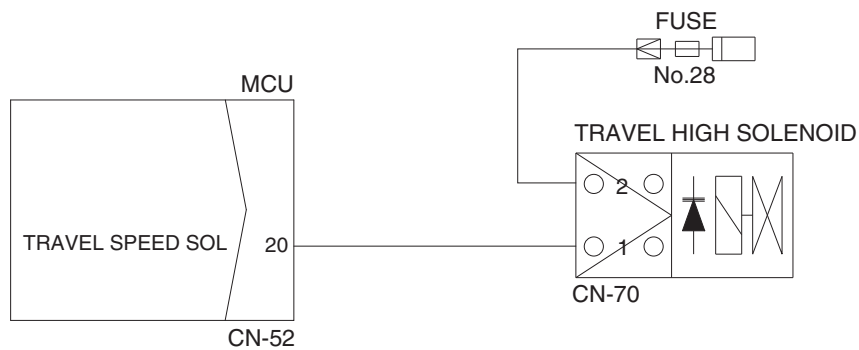 FUSE
No.28
MCU
TRAVEL HIGH SOLENOID
2
TRAVEL SPEED SOL 20
1
CN-70
CN-52